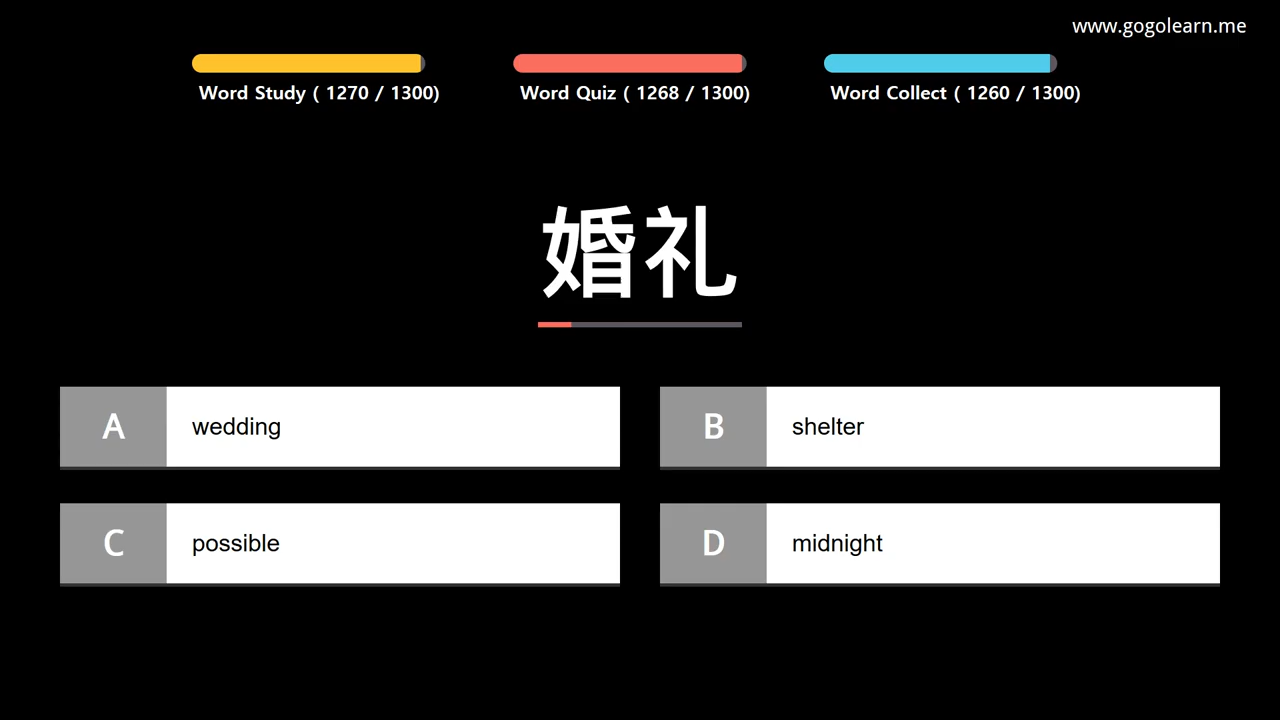 www.gogolearn.me
Word Study ( 1270 / 1300)
Word Quiz ( 1268 / 1300)
Word Collect ( 1260 / 1300)
婚礼
A wedding
B shelter
C possible
D midnight